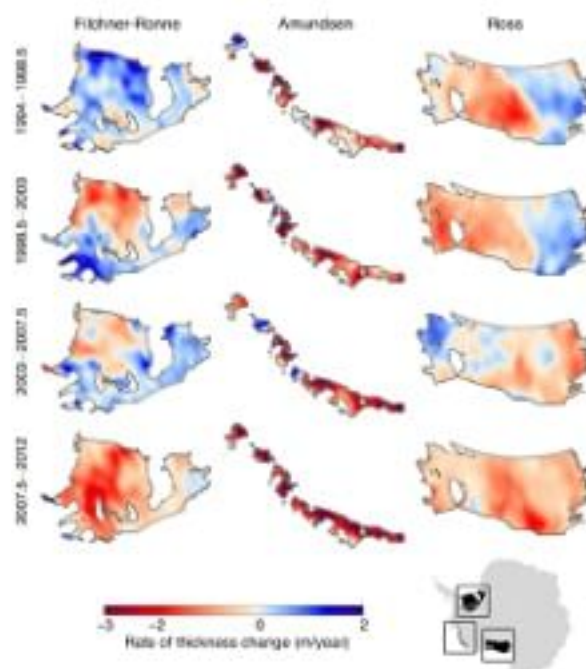 Filchner-Ronne Amundsen Ross
1994 - 1998.5
1998.5 - 2003
2003 - 2007.5
2007.5 - 2012
-3 -2 0 2
Rate of thickness change (m/year)